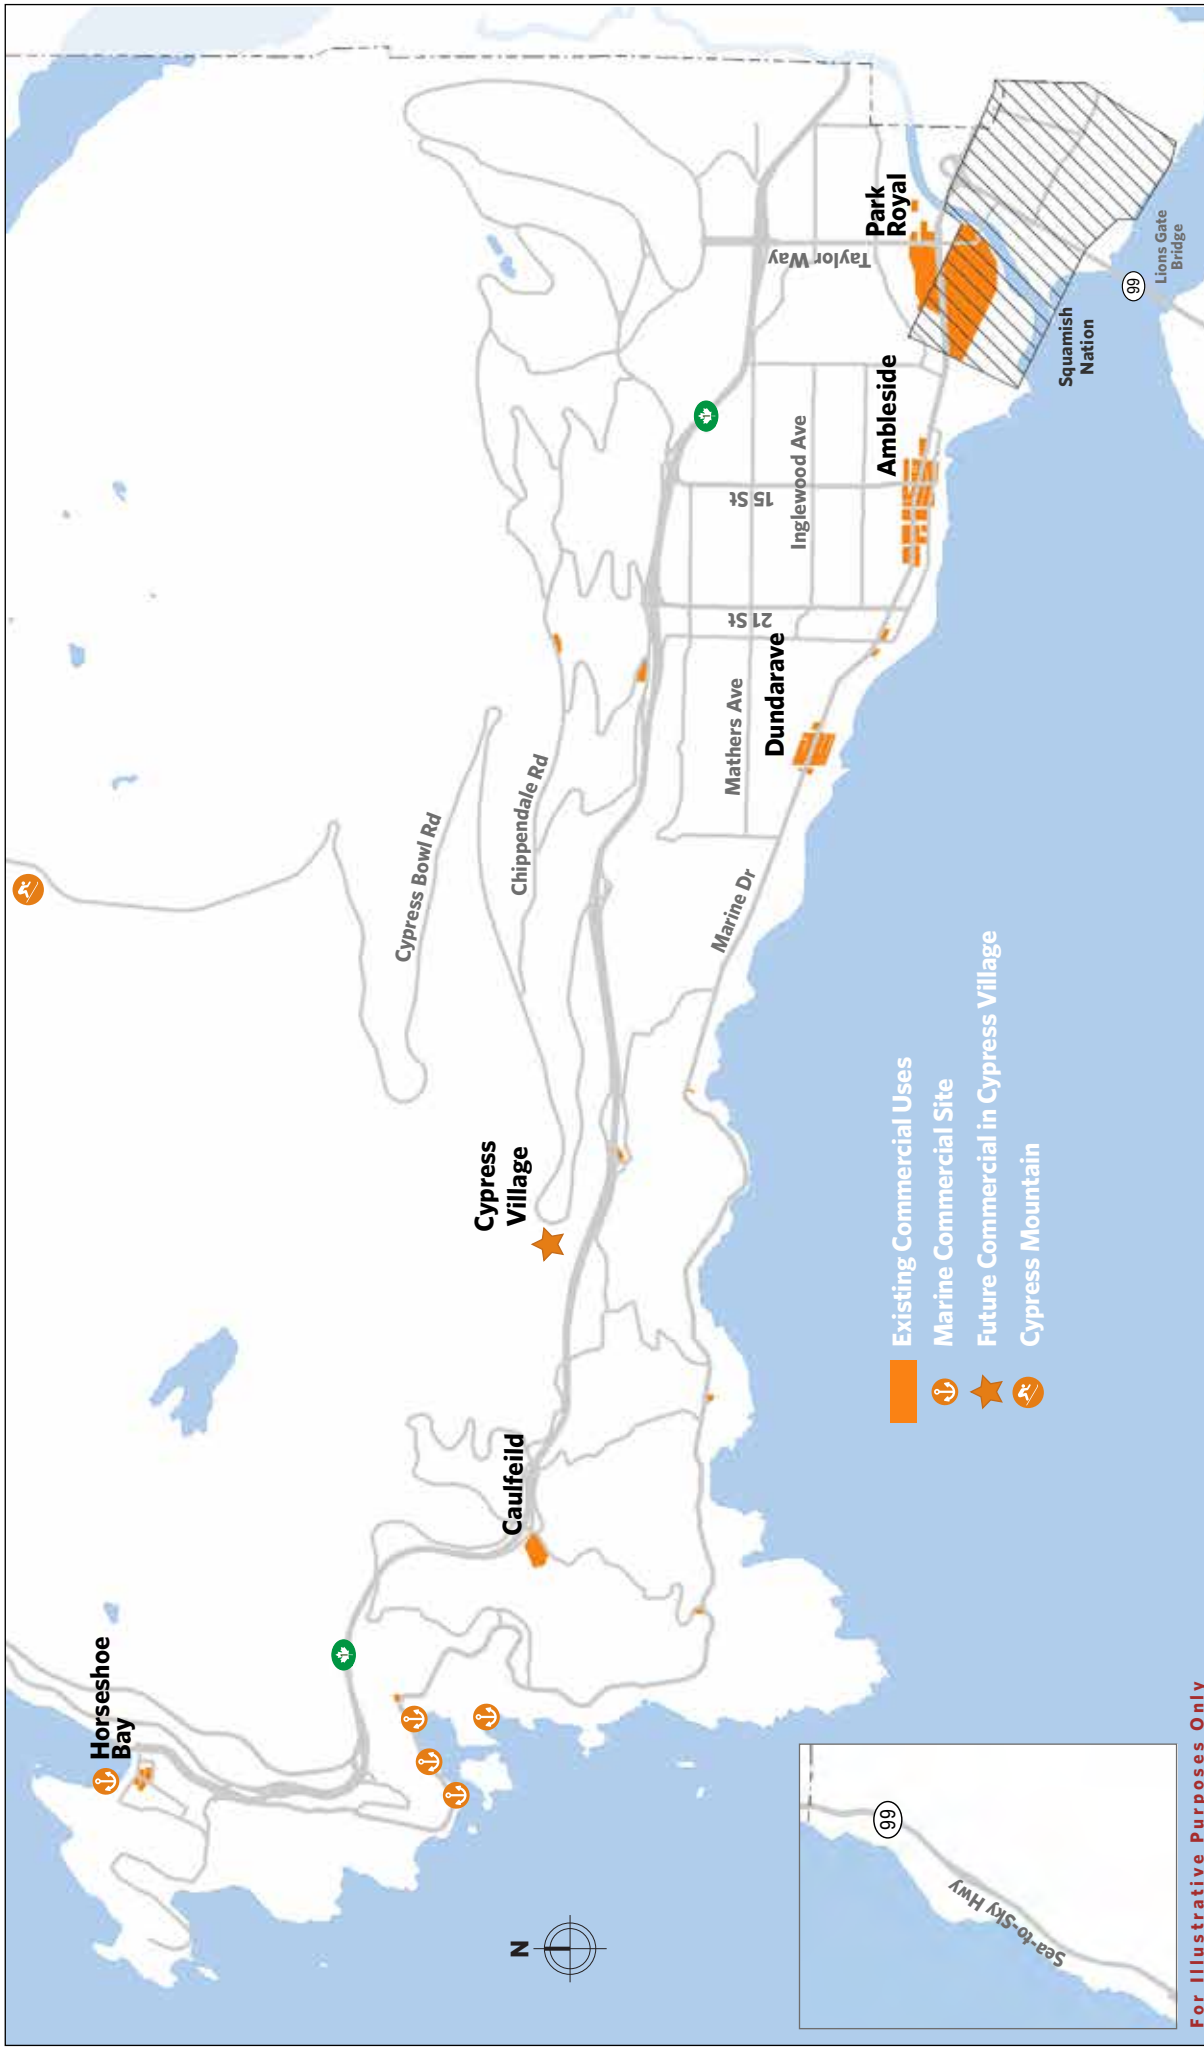 Horseshoe
Bay
Caulfeild
Cypress
Village
Cypress Bowl Rd
Chippendale Rd
Mathers Ave
Dundarave
Marine Dr
21 St
15 St
Inglewood Ave
Ambleside
Taylor Way
Park
Royal
Squamish
Nation
99
Lions Gate
Bridge
1
1
N
Existing Commercial Uses
Marine Commercial Site
Future Commercial in Cypress Village
Cypress Mountain
99
Sea-to-Sky Hwy
For Illustrative Purposes Only